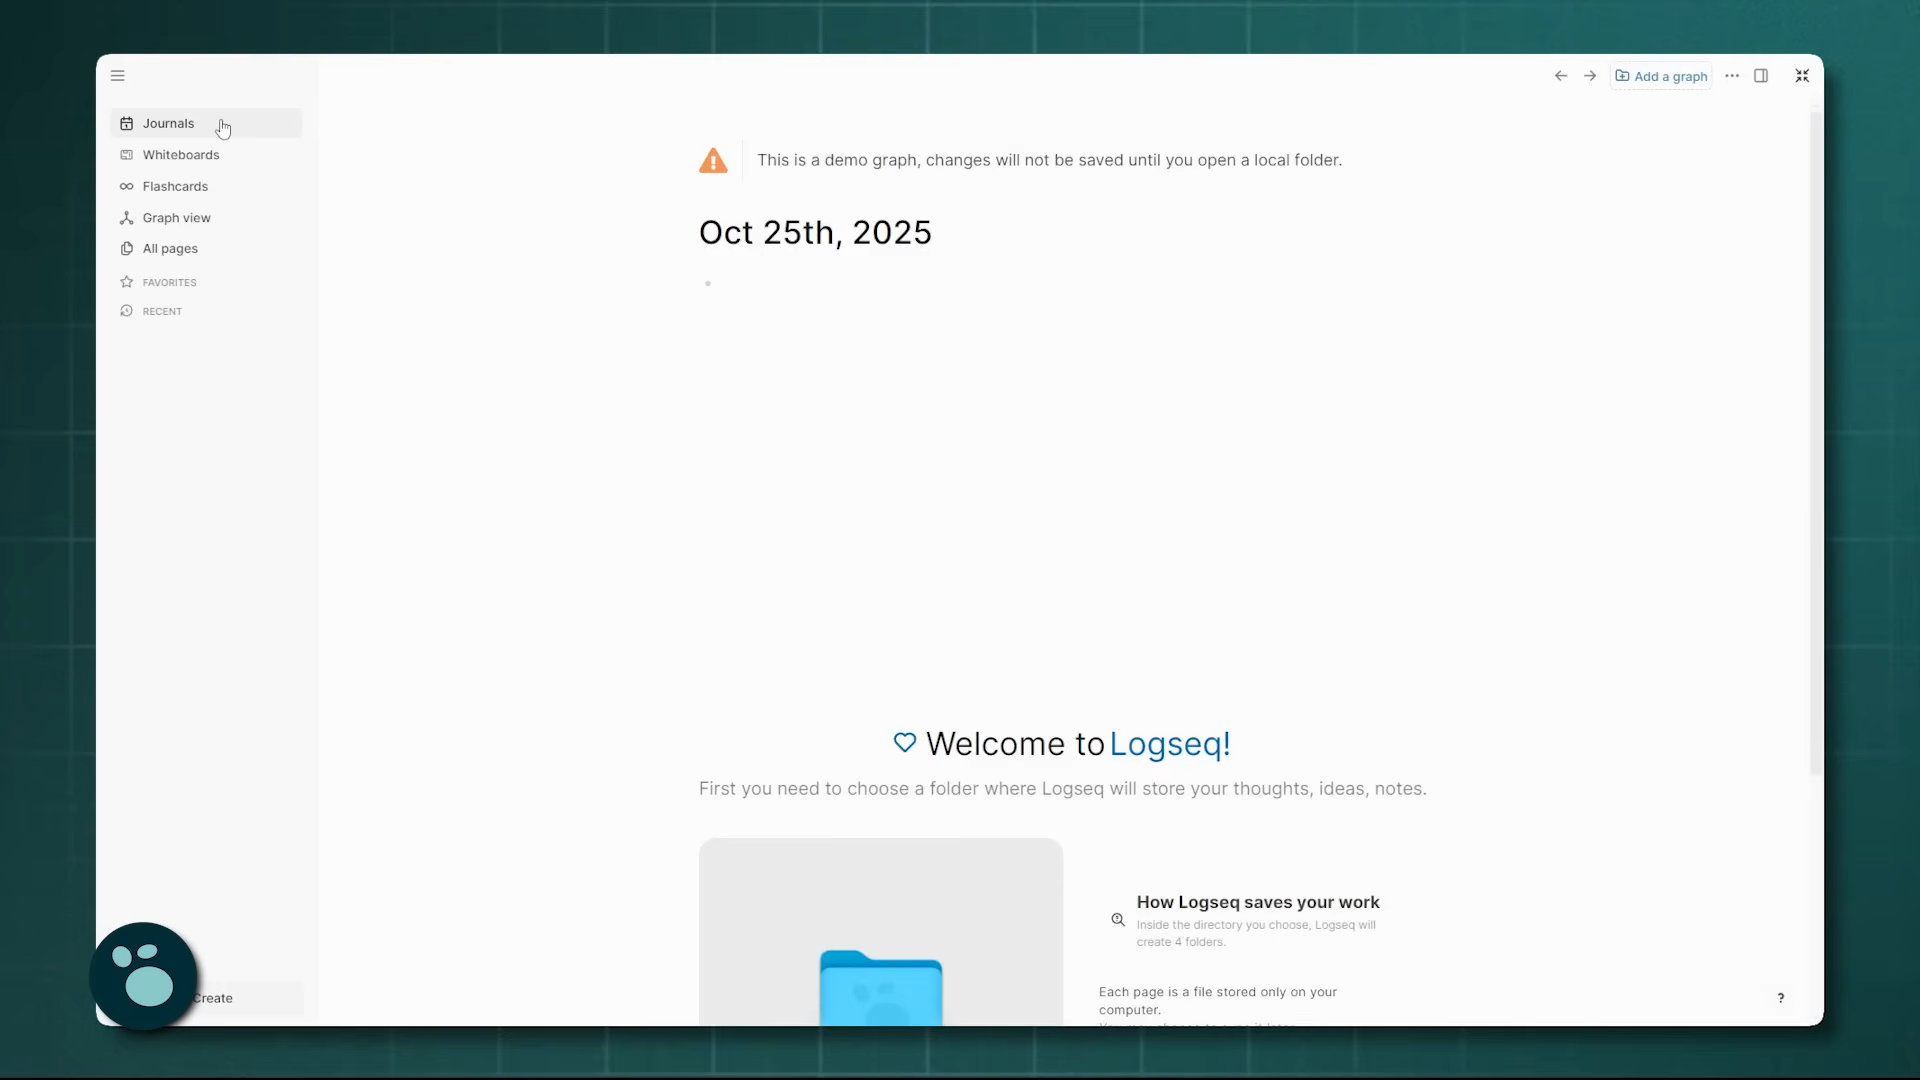 Add a graph
Journals
Whiteboards
Flashcards
Graph view
All pages
FAVORITES
RECENT
This is a demo graph, changes will not be saved until you open a local folder.
Oct 25th, 2025
Welcome to Logseq!
First you need to choose a folder where Logseq will store your thoughts, ideas, notes.
How Logseq saves your work
Inside the directory you choose, Logseq will
create 4 folders.
Each page is a file stored only on your
computer.
Create
?